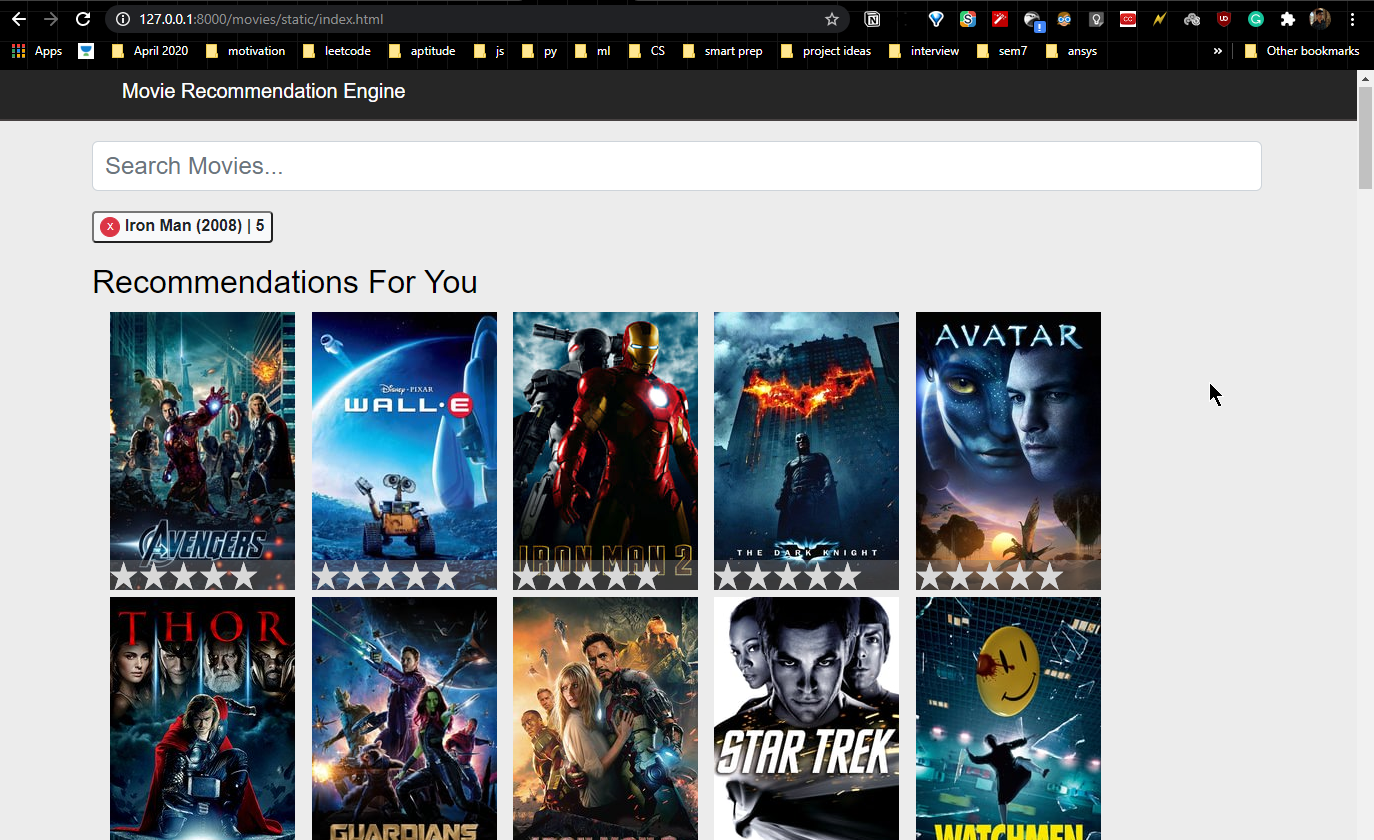 127.0.0.1:8000/movies/static/index.html
Apps April 2020 motivation leetcode aptitude js py ml CS smart prep project ideas interview sem7 ansys » Other bookmarks
Movie Recommendation Engine
Search Movies...
x Iron Man (2008) | 5
Recommendations For You
AVENGERS
DISNEY · PIXAR
WALL·E
IRON MAN 2
THE DARK KNIGHT
AVATAR
THOR
GUARDIANS
STAR TREK
WATCHMEN